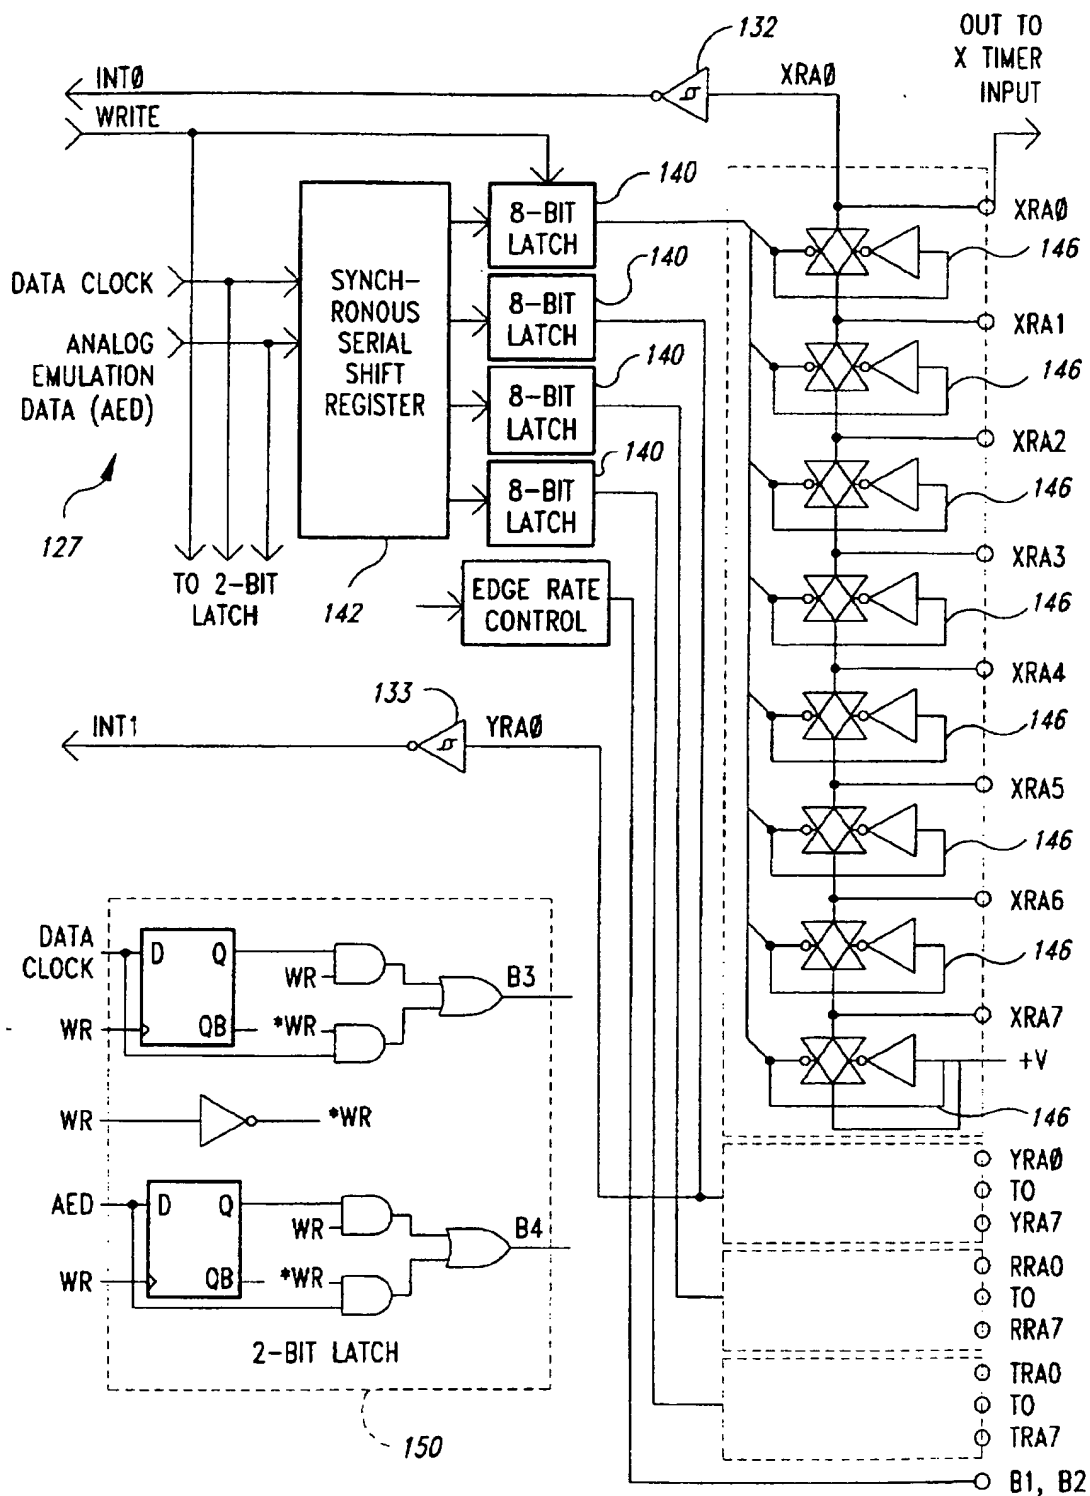 OUT TO
X TIMER
INPUT
132
INTØ
XRAØ
WRITE
140
8-BIT
LATCH
XRAØ
146
DATA CLOCK
SYNCH-
RONOUS
SERIAL
SHIFT
REGISTER
140
8-BIT
LATCH
XRA1
146
ANALOG
EMULATION
DATA (AED)
140
8-BIT
LATCH
XRA2
146
140
8-BIT
LATCH
127
TO 2-BIT
LATCH
142
EDGE RATE
CONTROL
XRA3
146
XRA4
146
133
INT1
YRAØ
XRA5
146
XRA6
146
DATA
CLOCK
D
Q
WR
B3
WR
QB
*WR
XRA7
+V
146
WR
*WR
AED
D
Q
WR
B4
WR
QB
*WR
2-BIT LATCH
150
YRAØ
TO
YRA7
RRA0
TO
RRA7
TRA0
TO
TRA7
B1, B2